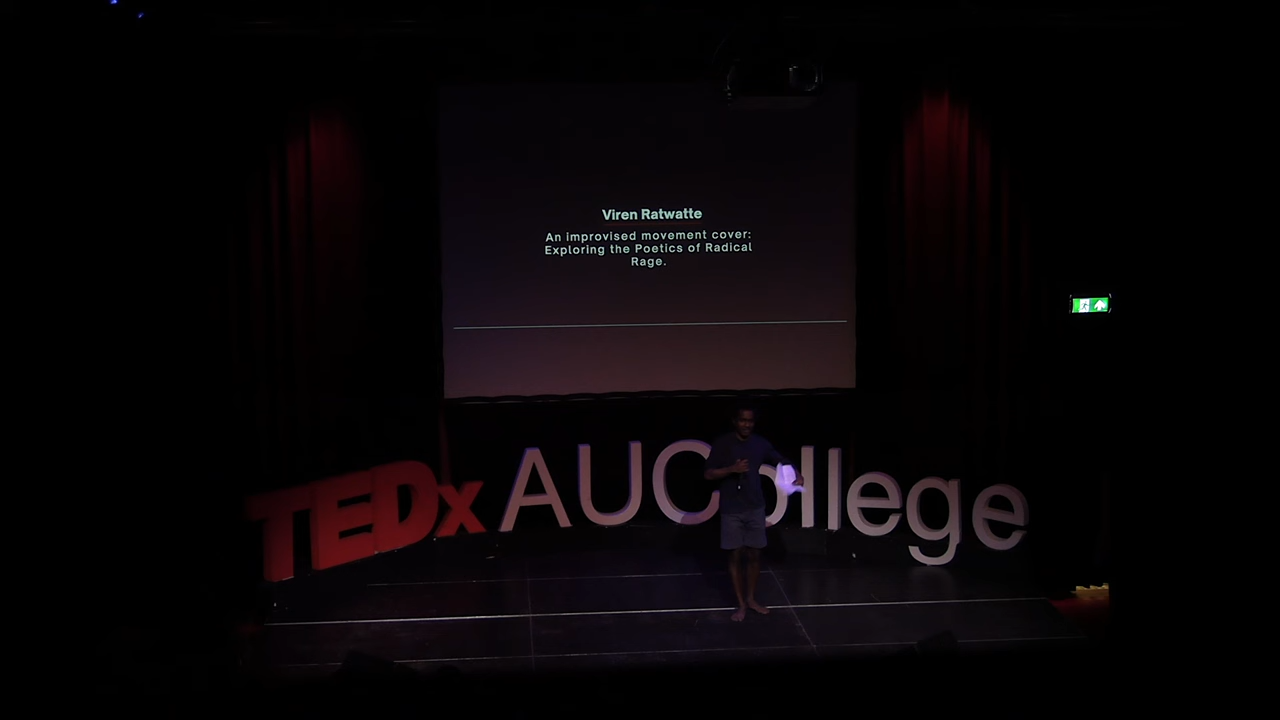 Viren Ratwatte
An improvised movement cover:
Exploring the Poetics of Radical
Rage.
TEDx AUCollege